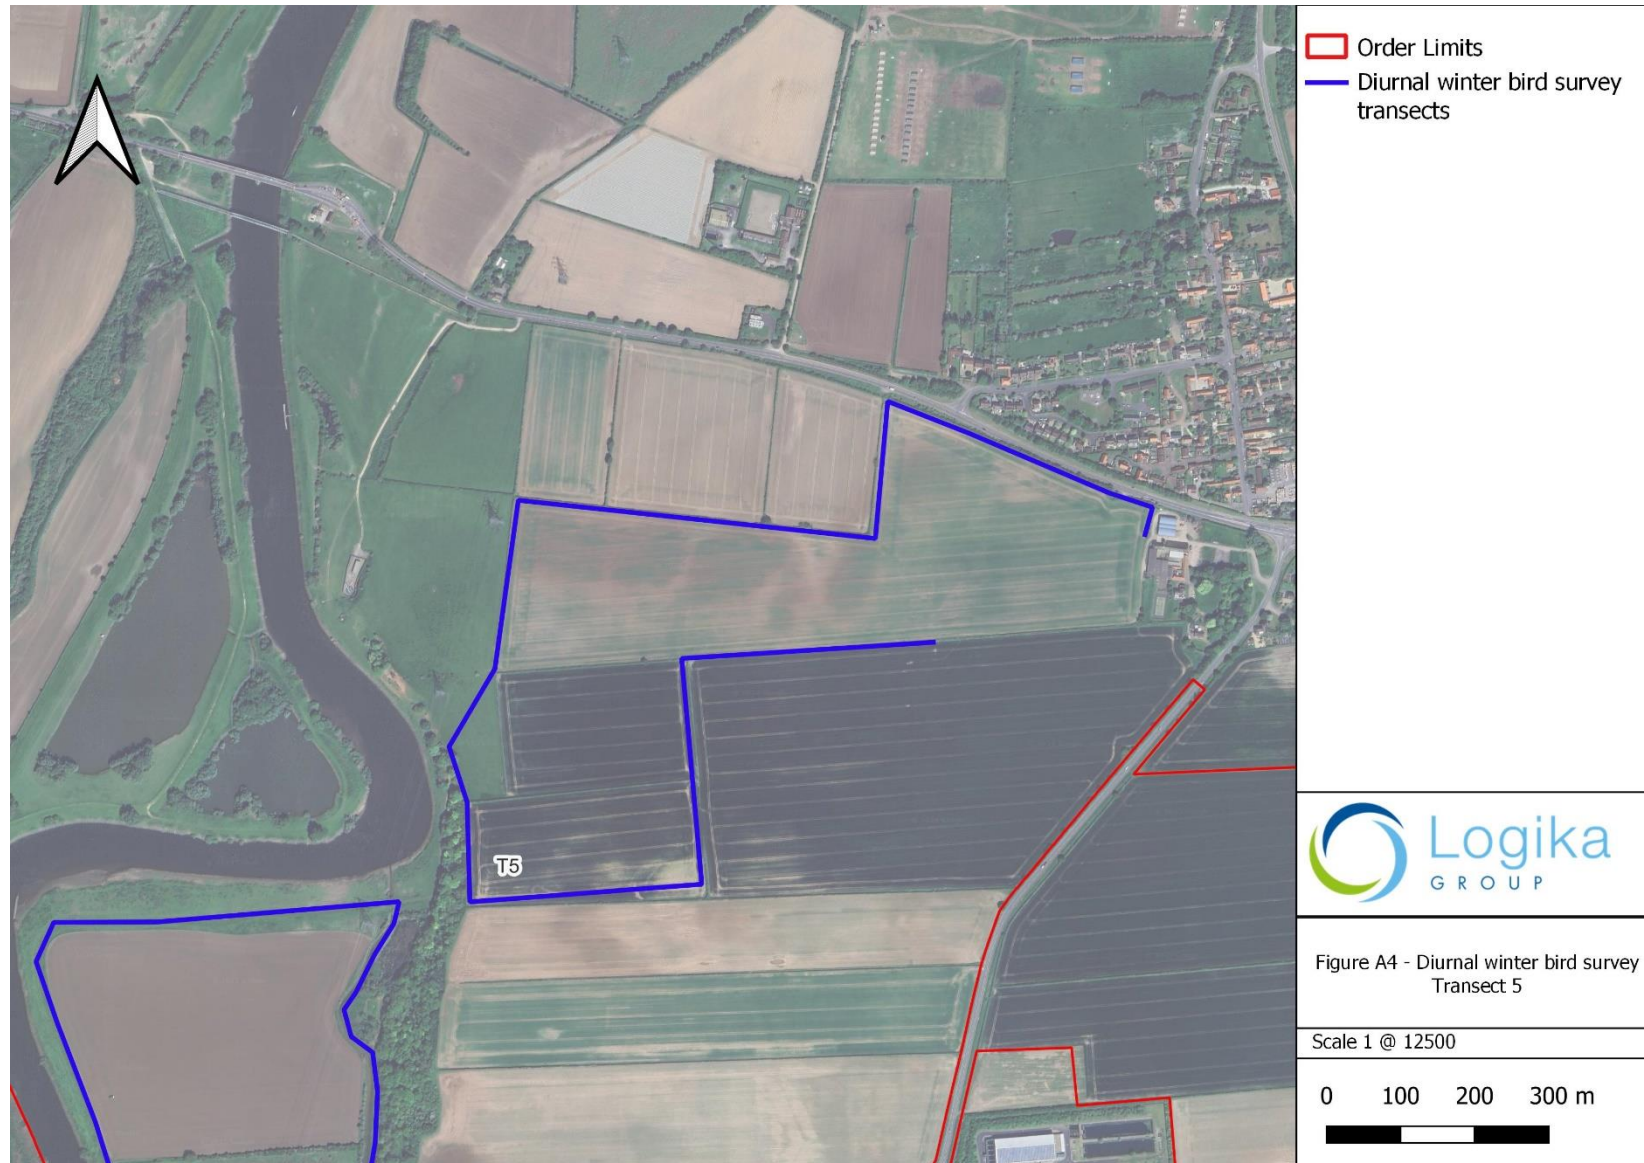 Order Limits
Diurnal winter bird survey
transects
T5
Logika
GROUP
Figure A4 - Diurnal winter bird survey
Transect 5
Scale 1 @ 12500
0 100 200 300 m